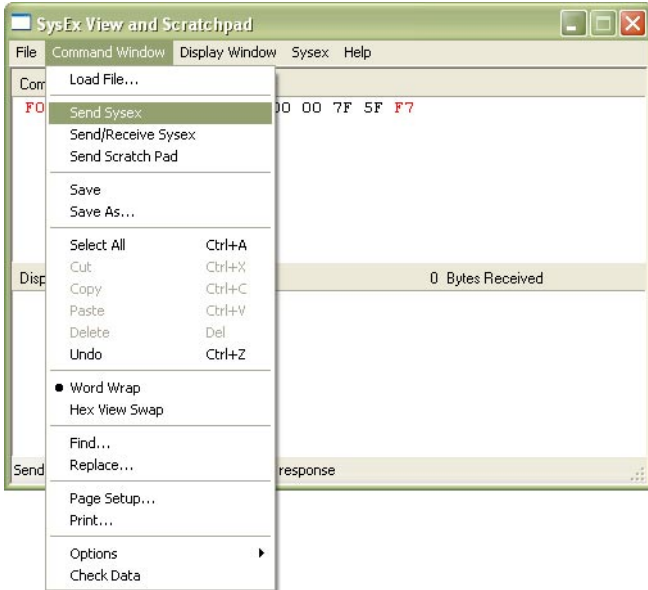 SysEx View and Scratchpad
File Command Window Display Window Sysex Help
Com
Load File...
F0 00 00 7F 5F F7
Send Sysex
Send/Receive Sysex
Send Scratch Pad
Save
Save As...
Select All Ctrl+A
Cut Ctrl+X
Disp 0 Bytes Received
Copy Ctrl+C
Paste Ctrl+V
Delete Del
Undo Ctrl+Z
Word Wrap
Hex View Swap
Find...
Replace...
Send response
Page Setup...
Print...
Options
Check Data